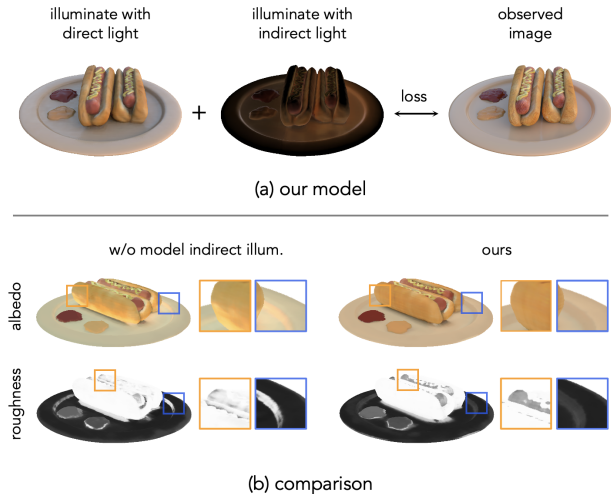 illuminate with
direct light
illuminate with
indirect light
observed
image
+
loss
(a) our model
w/o model indirect illum.
ours
albedo
roughness
(b) comparison